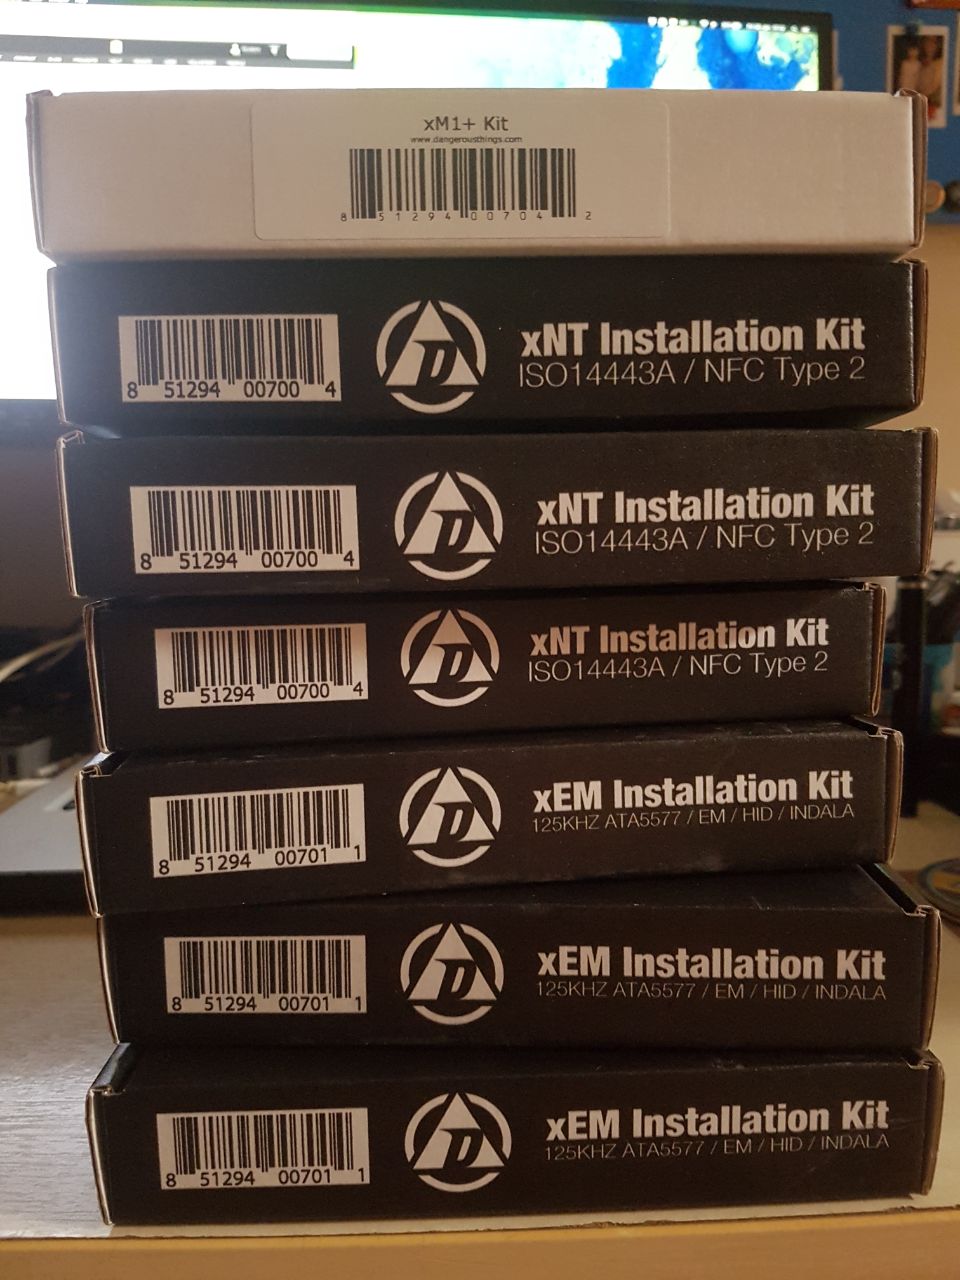 xM1+ Kit
www.dangerousthings.com
8 51294 00704 2
8 51294 00700 4
D
xNT Installation Kit
ISO14443A / NFC Type 2
8 51294 00700 4
D
xNT Installation Kit
ISO14443A / NFC Type 2
8 51294 00700 4
D
xNT Installation Kit
ISO14443A / NFC Type 2
8 51294 00701 1
D
xEM Installation Kit
125KHZ ATA5577 / EM / HID / INDALA
8 51294 00701 1
D
xEM Installation Kit
125KHZ ATA5577 / EM / HID / INDALA
8 51294 00701 1
D
xEM Installation Kit
125KHZ ATA5577 / EM / HID / INDALA